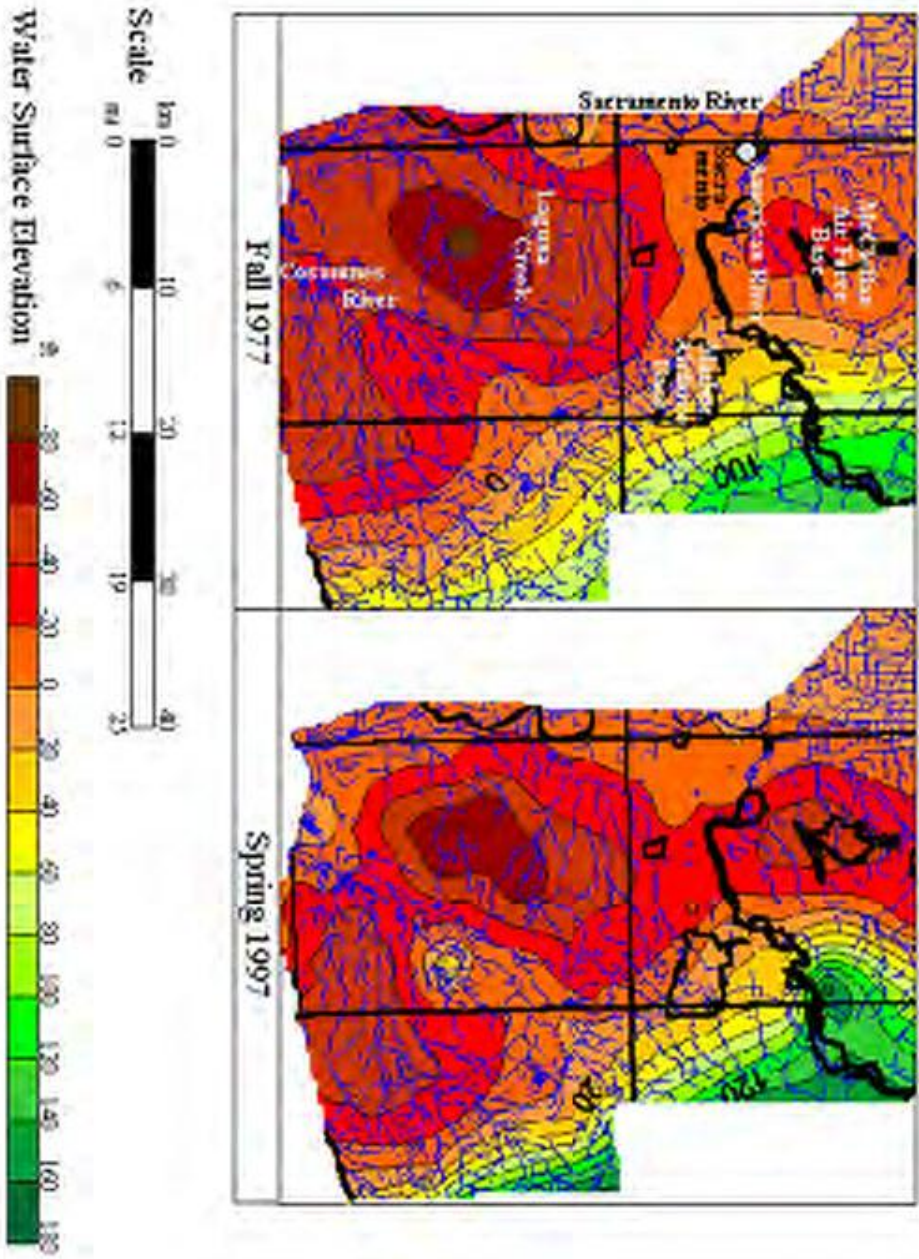 Sacramento River
McClellan
Air Force
Base
American River
Sacra
mento
Laguna
Creek
Cosumnes
River
100
0
Fall 1977
120
20
Spring 1997
Scale
km 0 10 20 30 40
mi 0 6 12 19 25
Water Surface Elevation
-80 -60 -40 -20 0 20 40 60 80 100 120 140 160 180